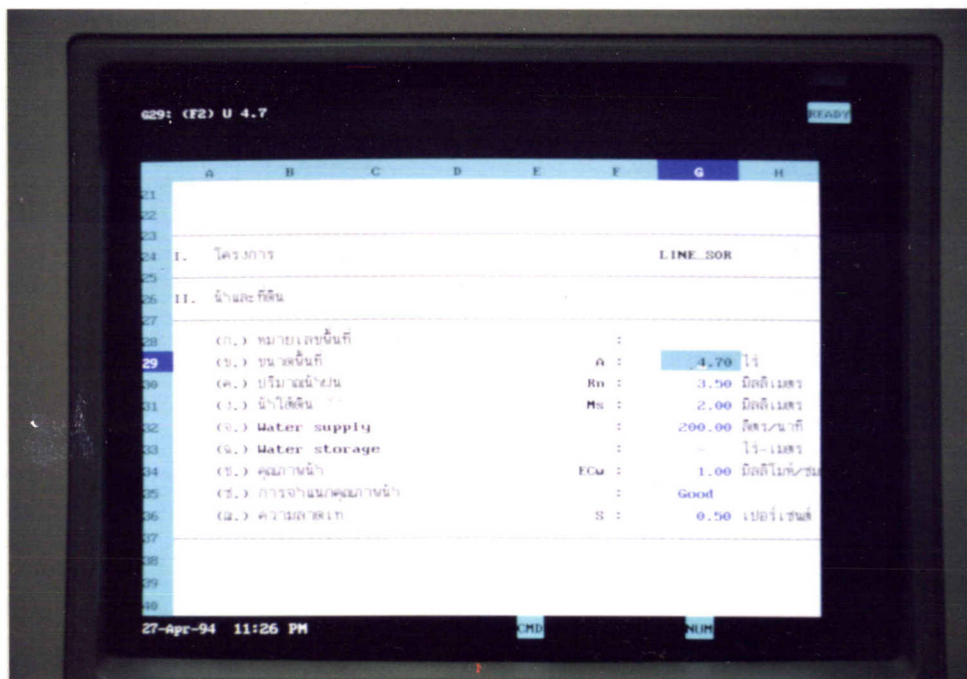 G29: (F2) U 4.7 READY
A B C D E F G H
21
22
23
24 I. โครงการ LINE_SOR
25
26 II. น้ำและที่ดิน
27
28 (ก.) หมายเลขพื้นที่ :
29 (ข.) ขนาดพื้นที่ A : 4.70 ไร่
30 (ค.) ปริมาณน้ำฝน Rn : 3.50 มิลลิเมตร
31 (ง.) น้ำใต้ดิน Ms : 2.00 มิลลิเมตร
32 (จ.) Water supply : 200.00 ลิตร/นาที
33 (ฉ.) Water storage : - ไร่-เมตร
34 (ช.) คุณภาพน้ำ ECw : 1.00 มิลลิโมห์/ซม
35 (ซ.) การจำแนกคุณภาพน้ำ : Good
36 (ฌ.) ความลาดเท S : 0.50 เปอร์เซนต์
37
38
39
40
27-Apr-94 11:26 PM CMD NUM